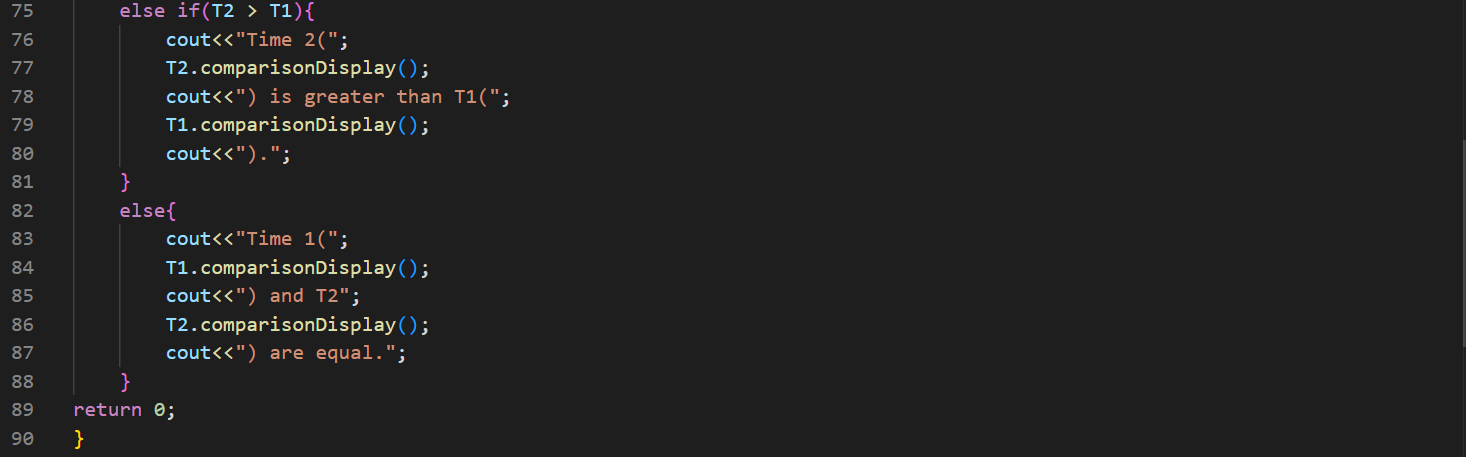 75 else if(T2 > T1){
76 cout<<"Time 2(";
77 T2.comparisonDisplay();
78 cout<<") is greater than T1(";
79 T1.comparisonDisplay();
80 cout<<").";
81 }
82 else{
83 cout<<"Time 1(";
84 T1.comparisonDisplay();
85 cout<<") and T2";
86 T2.comparisonDisplay();
87 cout<<") are equal.";
88 }
89 return 0;
90 }